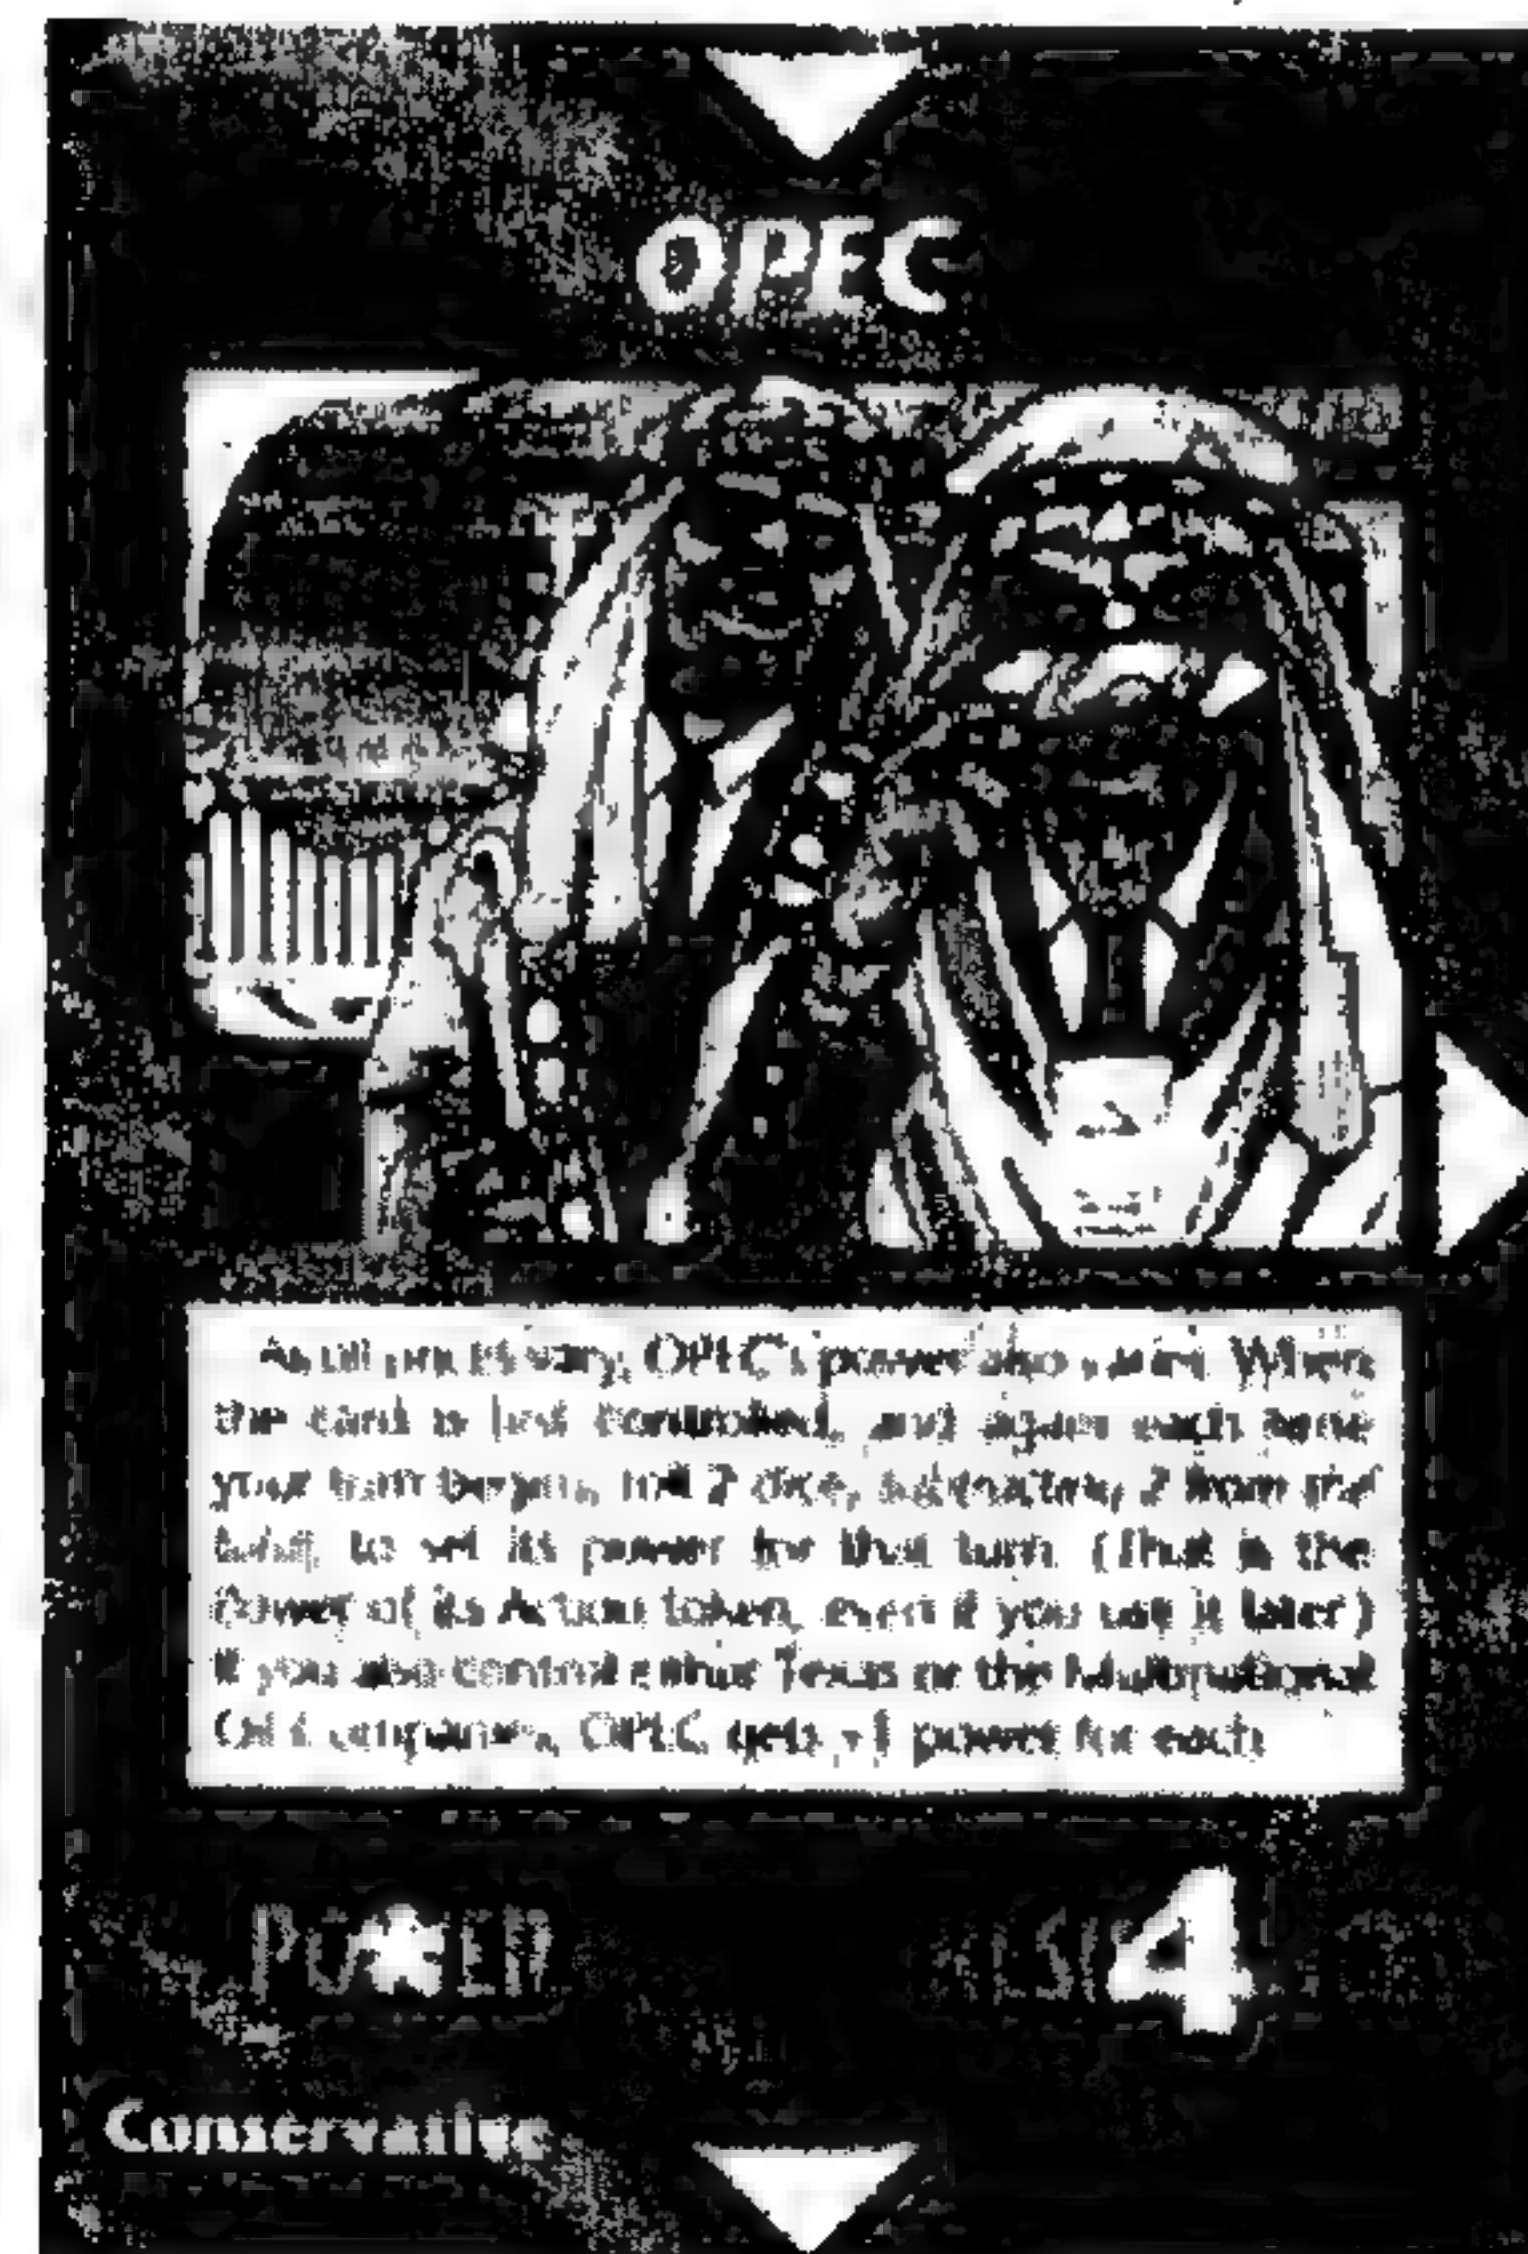 OPEC
As oil prices vary, OPEC's power also varies. When
the card is first controlled, and again each time
your turn begins, roll 2 dice, subtracting 2 from the
total, to set its power for that turn. (That is the
power of its Action token, even if you use it later.)
If you also control either Texas or the Multinational
Oil Companies, OPEC gets +1 power for each.
POWER * RESISTANCE 4
Conservative